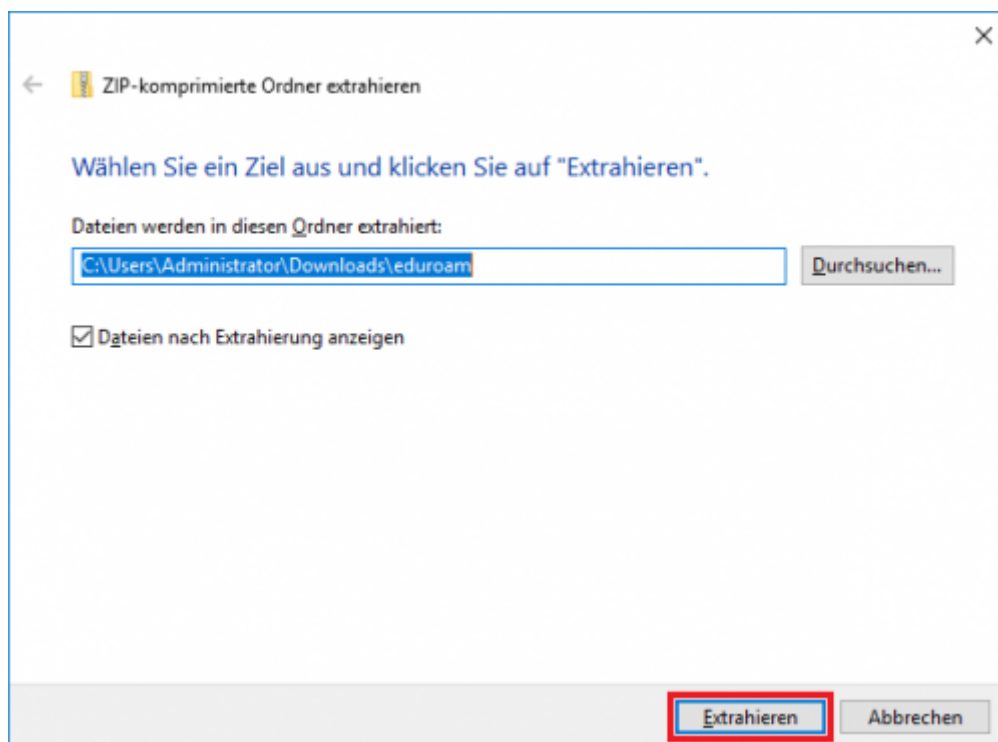 ZIP-komprimierte Ordner extrahieren
Wählen Sie ein Ziel aus und klicken Sie auf "Extrahieren".
Dateien werden in diesen Ordner extrahiert:
C:\Users\Administrator\Downloads\eduroam
Durchsuchen...
Dateien nach Extrahierung anzeigen
Extrahieren
Abbrechen